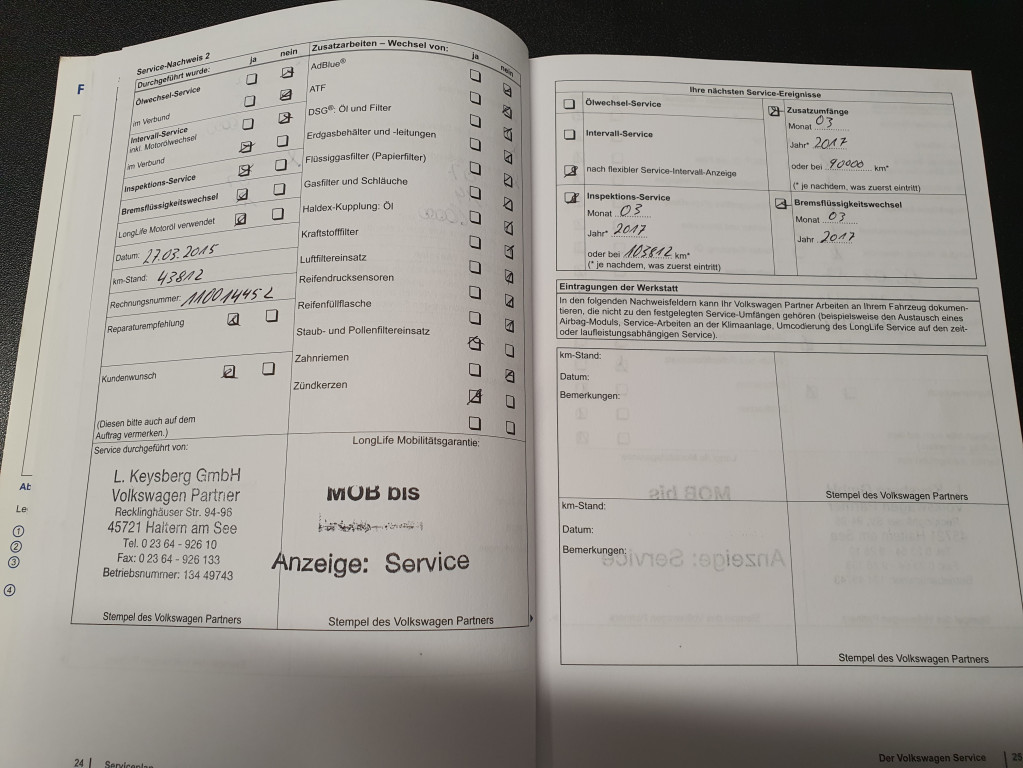 Service-Nachweis 2
Durchgeführt wurde: ja nein
Ölwechsel-Service
im Verbund
Intervall-Service
inkl. Motorölwechsel
im Verbund
Inspektions-Service
Bremsflüssigkeitswechsel
LongLife Motoröl verwendet
Datum: 27.03.2015
km-Stand: 43812
Rechnungsnummer: 110014452
Reparaturempfehlung
Kundenwunsch
(Diesen bitte auch auf dem
Auftrag vermerken.)
Zusatzarbeiten – Wechsel von: ja nein
AdBlue®
ATF
DSG®: Öl und Filter
Erdgasbehälter und -leitungen
Flüssiggasfilter (Papierfilter)
Gasfilter und Schläuche
Haldex-Kupplung: Öl
Kraftstofffilter
Luftfiltereinsatz
Reifendrucksensoren
Reifenfüllflasche
Staub- und Pollenfiltereinsatz
Zahnriemen
Zündkerzen
Service durchgeführt von:
L. Keysberg GmbH
Volkswagen Partner
Recklinghäuser Str. 94-96
45721 Haltern am See
Tel. 0 23 64 - 926 10
Fax: 0 23 64 - 926 133
Betriebsnummer: 134 49743
Stempel des Volkswagen Partners
LongLife Mobilitätsgarantie:
MOB bis
Anzeige: Service
Stempel des Volkswagen Partners
24 | Serviceplan
F
Ab
Le
1
2
3
4
Ihre nächsten Service-Ereignisse
Ölwechsel-Service
Intervall-Service
nach flexibler Service-Intervall-Anzeige
Zusatzumfänge
Monat 03
Jahr* 2017
oder bei 90000 km*
(* je nachdem, was zuerst eintritt)
Inspektions-Service
Monat 03
Jahr* 2017
oder bei 103812 km*
(* je nachdem, was zuerst eintritt)
Bremsflüssigkeitswechsel
Monat 03
Jahr 2017
Eintragungen der Werkstatt
In den folgenden Nachweisfeldern kann Ihr Volkswagen Partner Arbeiten an Ihrem Fahrzeug dokumen-
tieren, die nicht zu den festgelegten Service-Umfängen gehören (beispielsweise den Austausch eines
Airbag-Moduls, Service-Arbeiten an der Klimaanlage, Umcodierung des LongLife Service auf den zeit-
oder laufleistungsabhängigen Service).
km-Stand:
Datum:
Bemerkungen:
Stempel des Volkswagen Partners
km-Stand:
Datum:
Bemerkungen:
Stempel des Volkswagen Partners
Der Volkswagen Service | 25